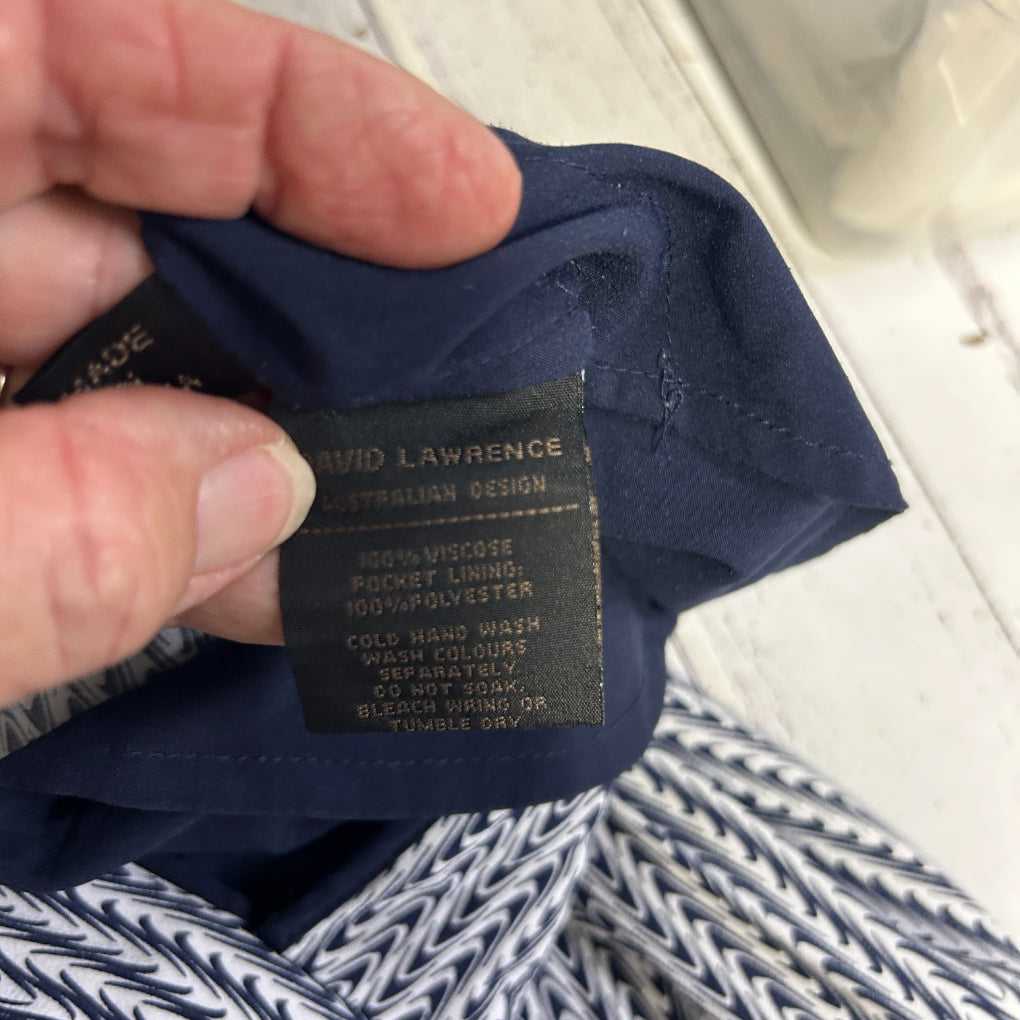 MADE
DAVID LAWRENCE
AUSTRALIAN DESIGN
100% VISCOSE
POCKET LINING:
100%POLYESTER
COLD HAND WASH
WASH COLOURS
SEPARATELY
DO NOT SOAK,
BLEACH WRING OR
TUMBLE DRY